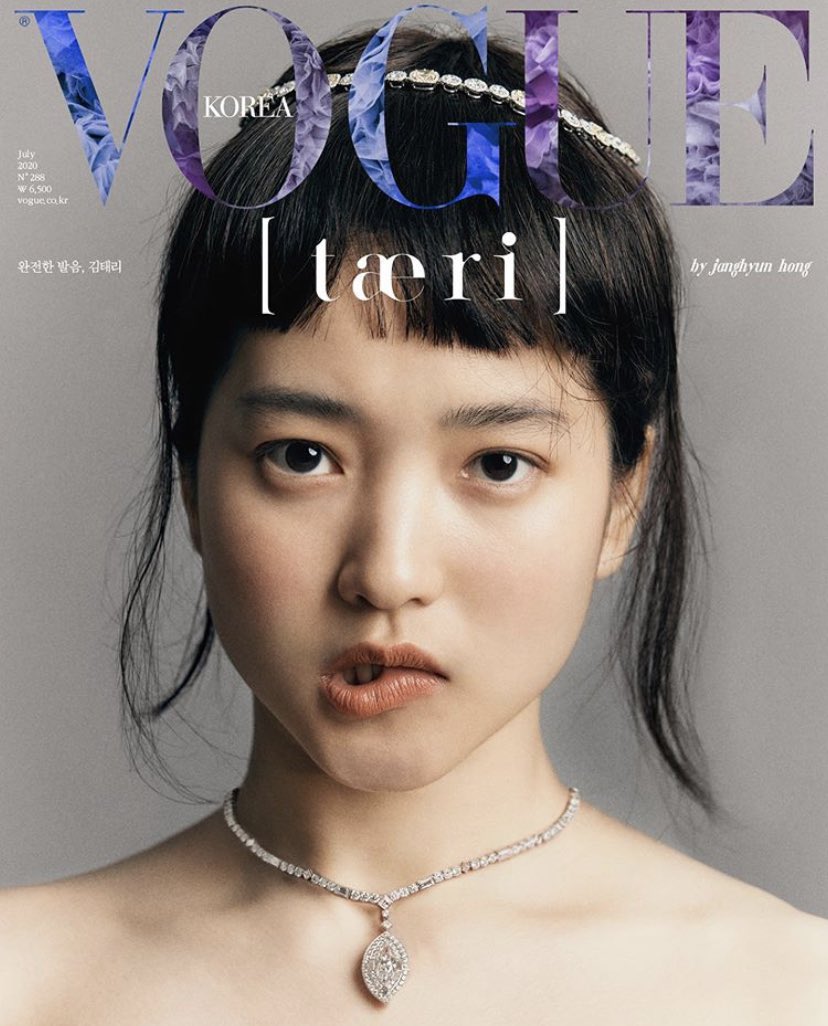 VOGUE
®
KOREA
July
2020
N° 288
₩ 6,500
vogue.co.kr
[ tæri ]
완전한 발음, 김태리
by janghyun hong